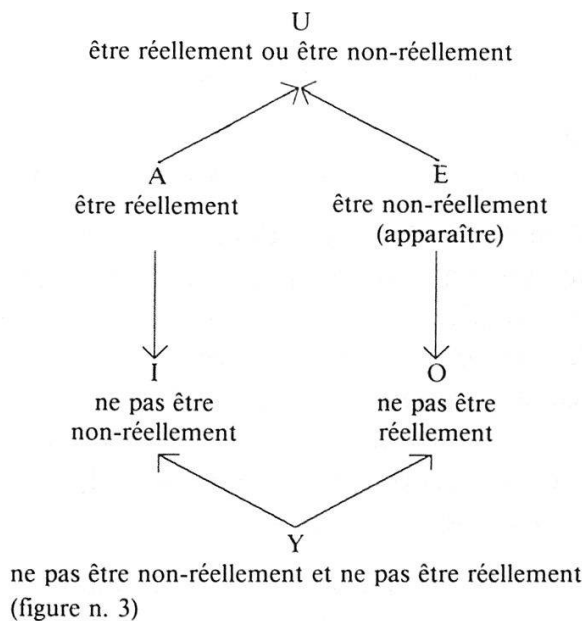 U
être réellement ou être non-réellement
A
être réellement
E
être non-réellement
(apparaître)
I
ne pas être
non-réellement
O
ne pas être
réellement
Y
ne pas être non-réellement et ne pas être réellement
(figure n. 3)